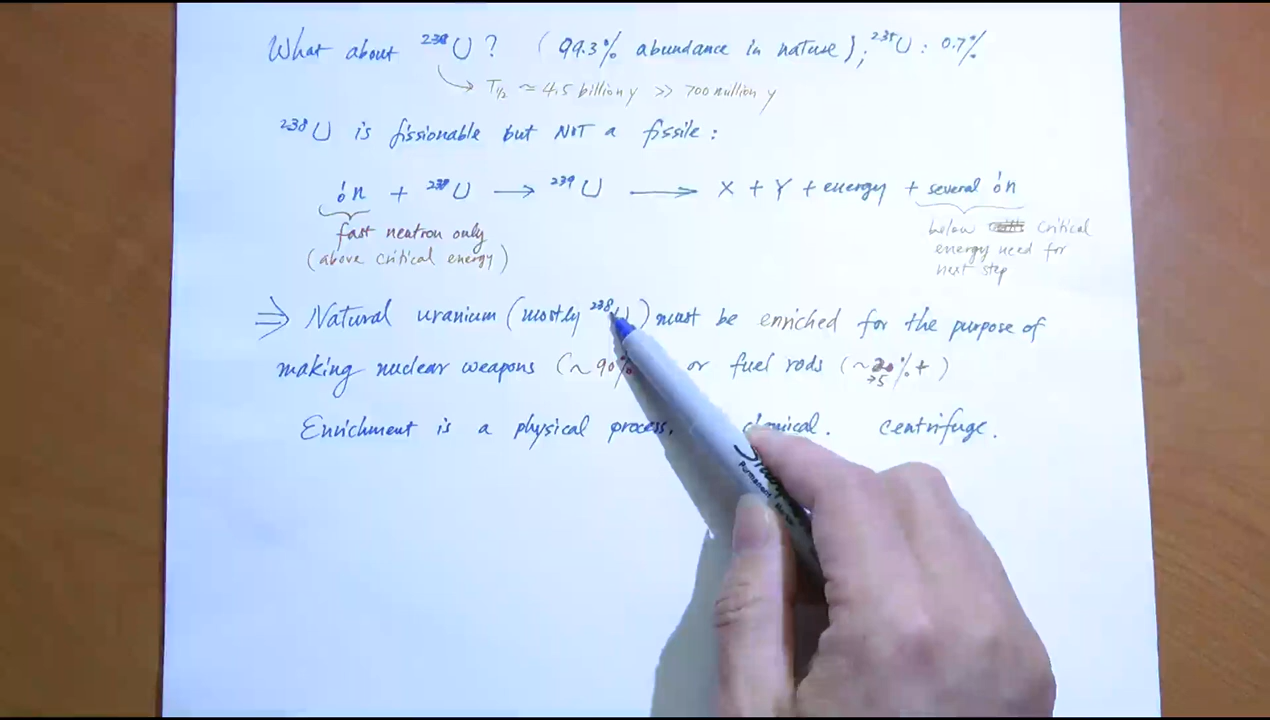 What about ²³⁸U? (99.3% abundance in nature); ²³⁵U : 0.7%
↳ T½ ≃ 4.5 billion y >> 700 million y
²³⁸U is fissionable but NOT a fissile :
¹₀n + ²³⁸U → ²³⁹U → X + Y + energy + several ¹₀n
fast neutron only
(above critical energy)
below critical
energy need for
next step
⇒ Natural uranium (mostly ²³⁸U) must be enriched for the purpose of
making nuclear weapons (~90% or fuel rods (~20%+)
→5
Enrichment is a physical process, chemical. centrifuge.
Permanent Marker